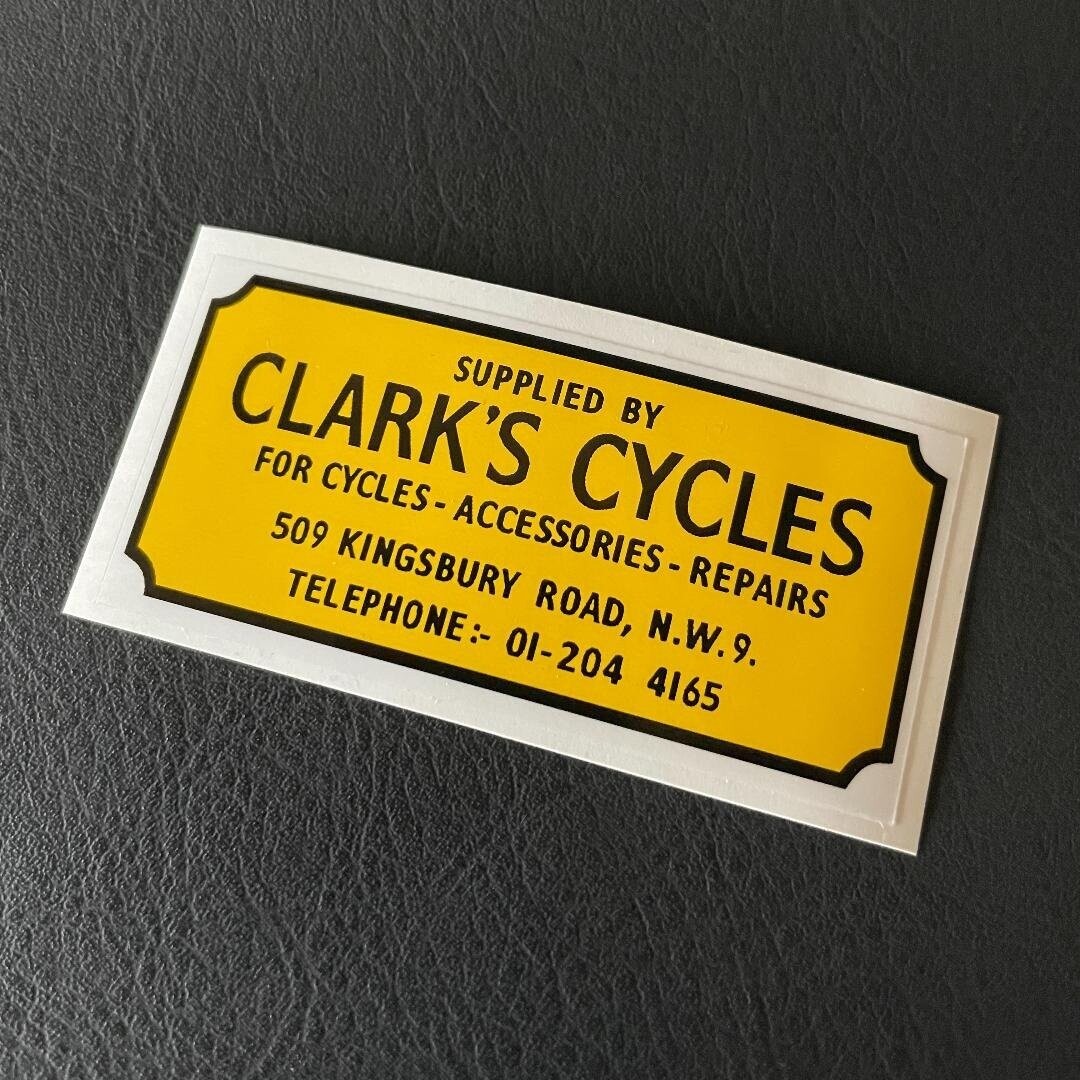 SUPPLIED BY
CLARK'S CYCLES
FOR CYCLES - ACCESSORIES - REPAIRS
509 KINGSBURY ROAD, N.W.9.
TELEPHONE:- 01-204 4165